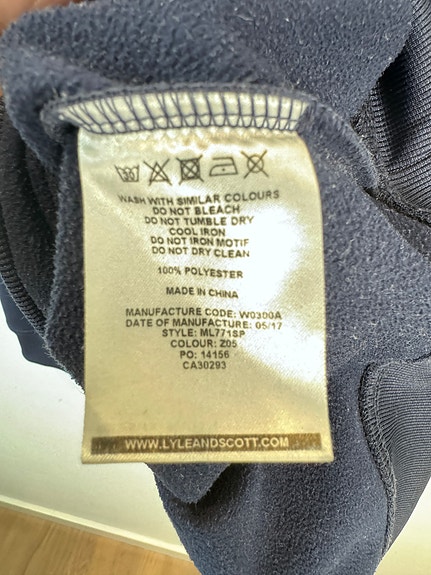 WASH WITH SIMILAR COLOURS
DO NOT BLEACH
DO NOT TUMBLE DRY
COOL IRON
DO NOT IRON MOTIF
DO NOT DRY CLEAN
100% POLYESTER
MADE IN CHINA
MANUFACTURE CODE: W0300A
DATE OF MANUFACTURE: 05/17
STYLE: ML771SP
COLOUR: Z05
PO: 14156
CA30293
WWW.LYLEANDSCOTT.COM